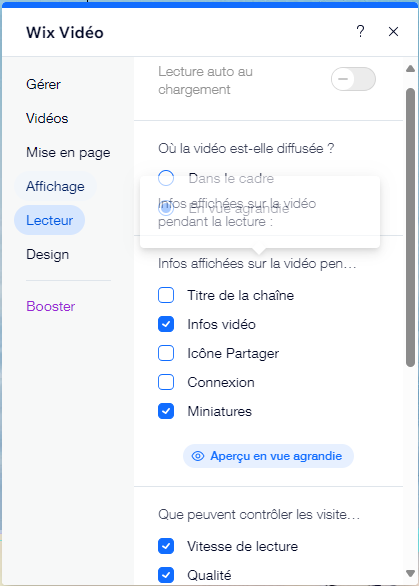 Wix Vidéo
?
Gérer
Vidéos
Mise en page
Affichage
Lecteur
Design
Booster
Lecture auto au
chargement
Où la vidéo est-elle diffusée ?
Dans le cadre
En vue agrandie
Infos affichées sur la vidéo
pendant la lecture :
Infos affichées sur la vidéo pen...
Titre de la chaîne
Infos vidéo
Icône Partager
Connexion
Miniatures
Aperçu en vue agrandie
Que peuvent contrôler les visite...
Vitesse de lecture
Qualité